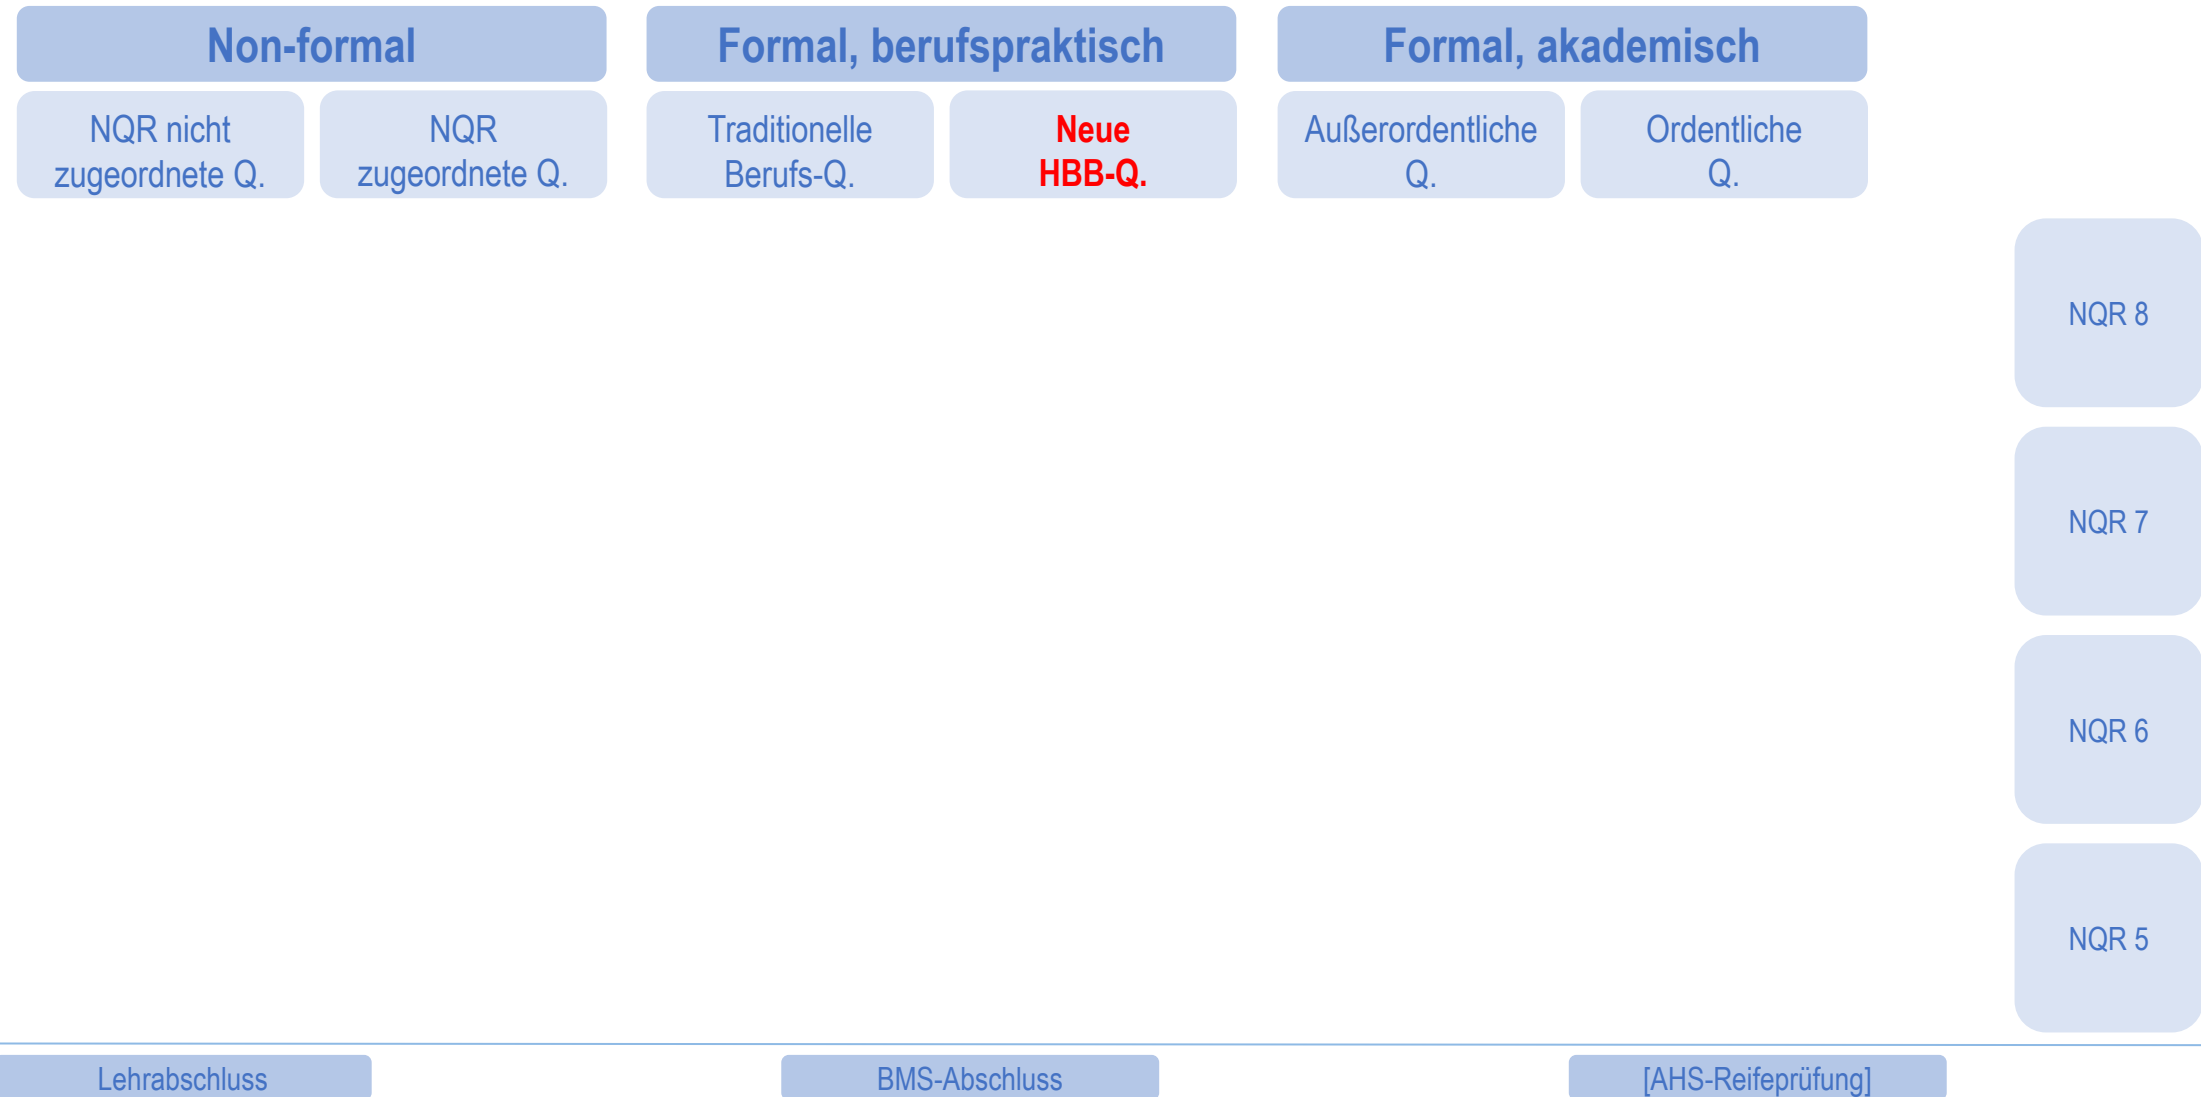 Non-formal
Formal, berufspraktisch
Formal, akademisch
NQR nicht
zugeordnete Q.
NQR
zugeordnete Q.
Traditionelle
Berufs-Q.
Neue
HBB-Q.
Außerordentliche
Q.
Ordentliche
Q.
NQR 8
NQR 7
NQR 6
NQR 5
Lehrabschluss
BMS-Abschluss
[AHS-Reifeprüfung]